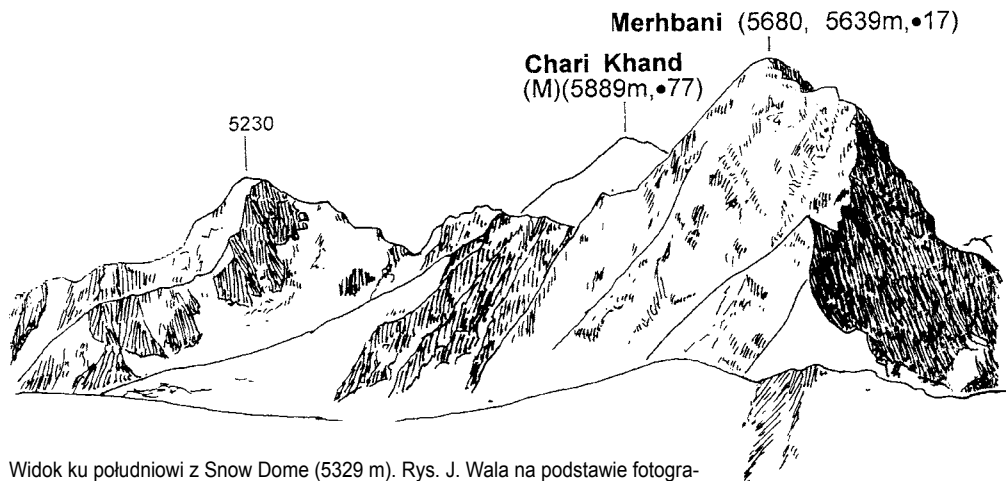 Merhbani (5680, 5639m,•17)
Chari Khand
(M)(5889m,•77)
5230
Widok ku południowi z Snow Dome (5329 m). Rys. J. Wala na podstawie fotogra-